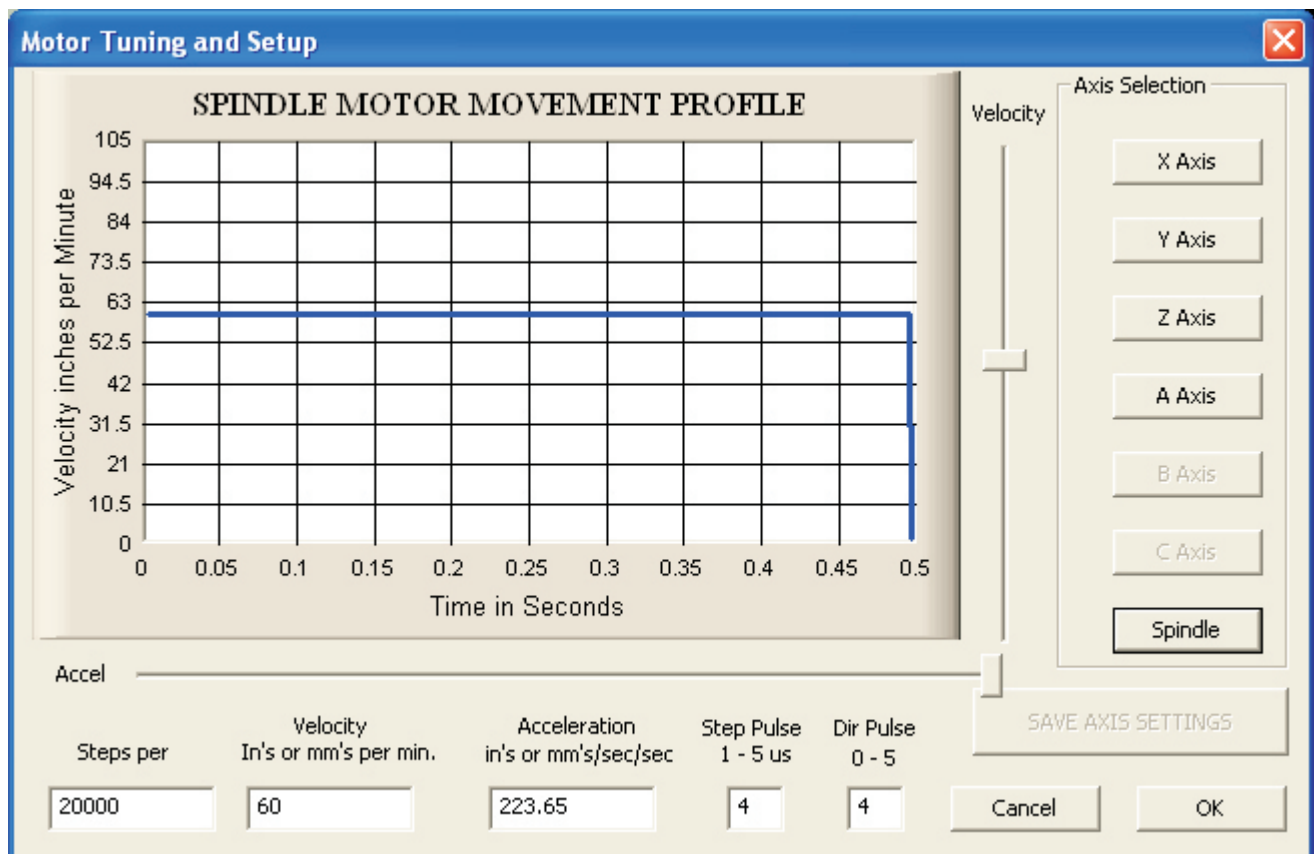 Motor Tuning and Setup
SPINDLE MOTOR MOVEMENT PROFILE
Velocity inches per Minute
105
94.5
84
73.5
63
52.5
42
31.5
21
10.5
0
0 0.05 0.1 0.15 0.2 0.25 0.3 0.35 0.4 0.45 0.5
Time in Seconds
Velocity
Axis Selection
X Axis
Y Axis
Z Axis
A Axis
B Axis
C Axis
Spindle
Accel
SAVE AXIS SETTINGS
Steps per
20000
Velocity
In's or mm's per min.
60
Acceleration
in's or mm's/sec/sec
223.65
Step Pulse
1 - 5 us
4
Dir Pulse
0 - 5
4
Cancel
OK